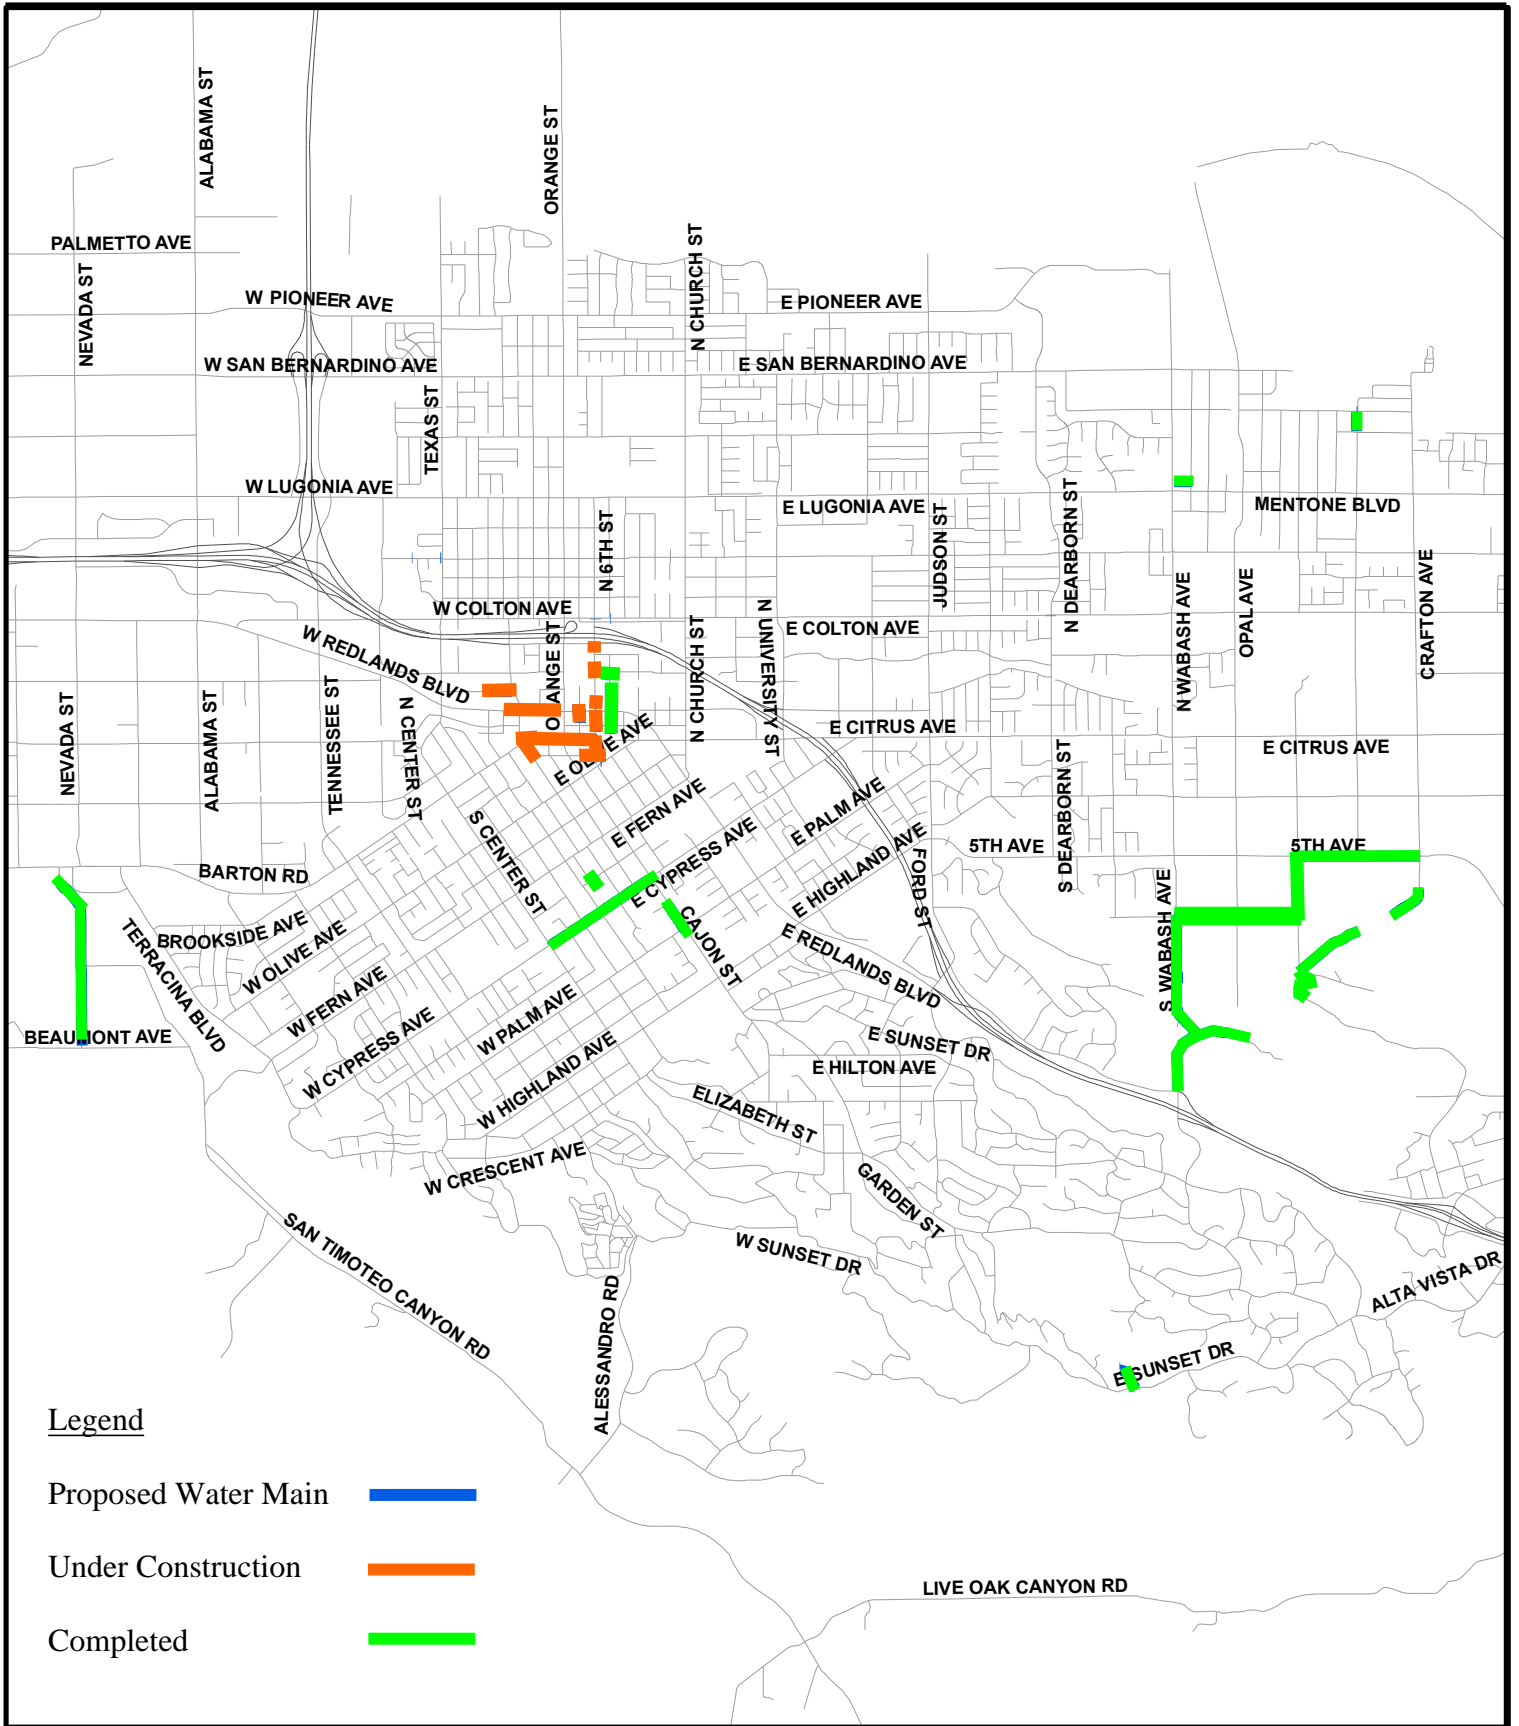 ALABAMA ST
ORANGE ST
PALMETTO AVE
NEVADA ST
N CHURCH ST
W PIONEER AVE
E PIONEER AVE
W SAN BERNARDINO AVE
E SAN BERNARDINO AVE
TEXAS ST
W LUGONIA AVE
E LUGONIA AVE
MENTONE BLVD
N 6TH ST
JUDSON ST
N DEARBORN ST
N WABASH AVE
OPAL AVE
CRAFTON AVE
W COLTON AVE
E COLTON AVE
W REDLANDS BLVD
ORANGE ST
N CHURCH ST
N UNIVERSITY ST
NEVADA ST
ALABAMA ST
TENNESSEE ST
N CENTER ST
E CITRUS AVE
E CITRUS AVE
E OLIVE AVE
S DEARBORN ST
E FERN AVE
E PALM AVE
S CENTER ST
E CYPRESS AVE
E HIGHLAND AVE
FORD ST
5TH AVE
5TH AVE
BARTON RD
S WABASH AVE
BROOKSIDE AVE
TERRACINA BLVD
W OLIVE AVE
CAJON ST
E REDLANDS BLVD
W FERN AVE
W CYPRESS AVE
W PALM AVE
BEAUMONT AVE
E SUNSET DR
E HILTON AVE
W HIGHLAND AVE
ELIZABETH ST
W CRESCENT AVE
GARDEN ST
SAN TIMOTEO CANYON RD
W SUNSET DR
ALESSANDRO RD
ALTA VISTA DR
E SUNSET DR
Legend
Proposed Water Main
Under Construction
Completed
LIVE OAK CANYON RD